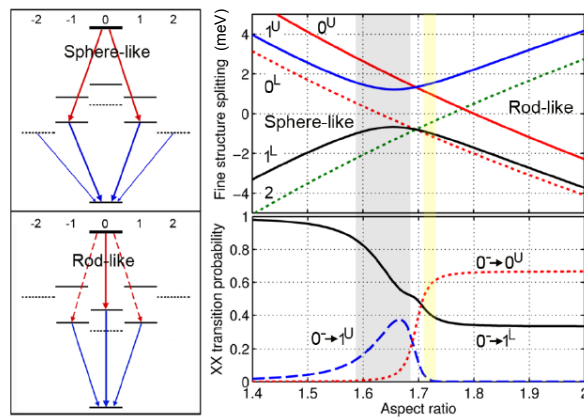 -2 -1 0 1 2
Sphere-like
-2 -1 0 1 2
Rod-like
Fine structure splitting (meV)
4
2
0
-2
-4
1ᵁ
0ᵁ
0ᴸ
Sphere-like
Rod-like
1ᴸ
2
XX transition probability
1
0.8
0.6
0.4
0.2
0
0⁻→0ᵁ
0⁻→1ᵁ
0⁻→1ᴸ
1.4 1.5 1.6 1.7 1.8 1.9 2
Aspect ratio